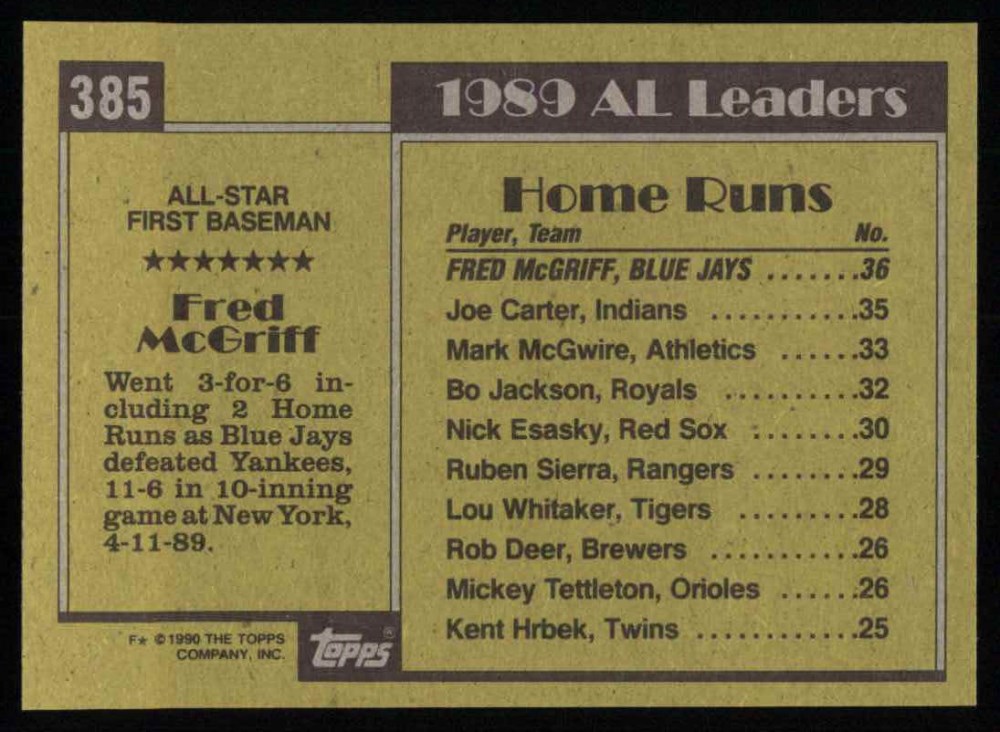 385
ALL-STAR
FIRST BASEMAN
★★★★★★★
Fred
McGriff
Went 3-for-6 in-
cluding 2 Home
Runs as Blue Jays
defeated Yankees,
11-6 in 10-inning
game at New York,
4-11-89.
F★ © 1990 THE TOPPS
COMPANY, INC.
topps®
1989 AL Leaders
Home Runs
Player, Team No.
FRED McGRIFF, BLUE JAYS .......36
Joe Carter, Indians ...........35
Mark McGwire, Athletics ......33
Bo Jackson, Royals ..........32
Nick Esasky, Red Sox ........30
Ruben Sierra, Rangers ........29
Lou Whitaker, Tigers .........28
Rob Deer, Brewers ...........26
Mickey Tettleton, Orioles ......26
Kent Hrbek, Twins ............25